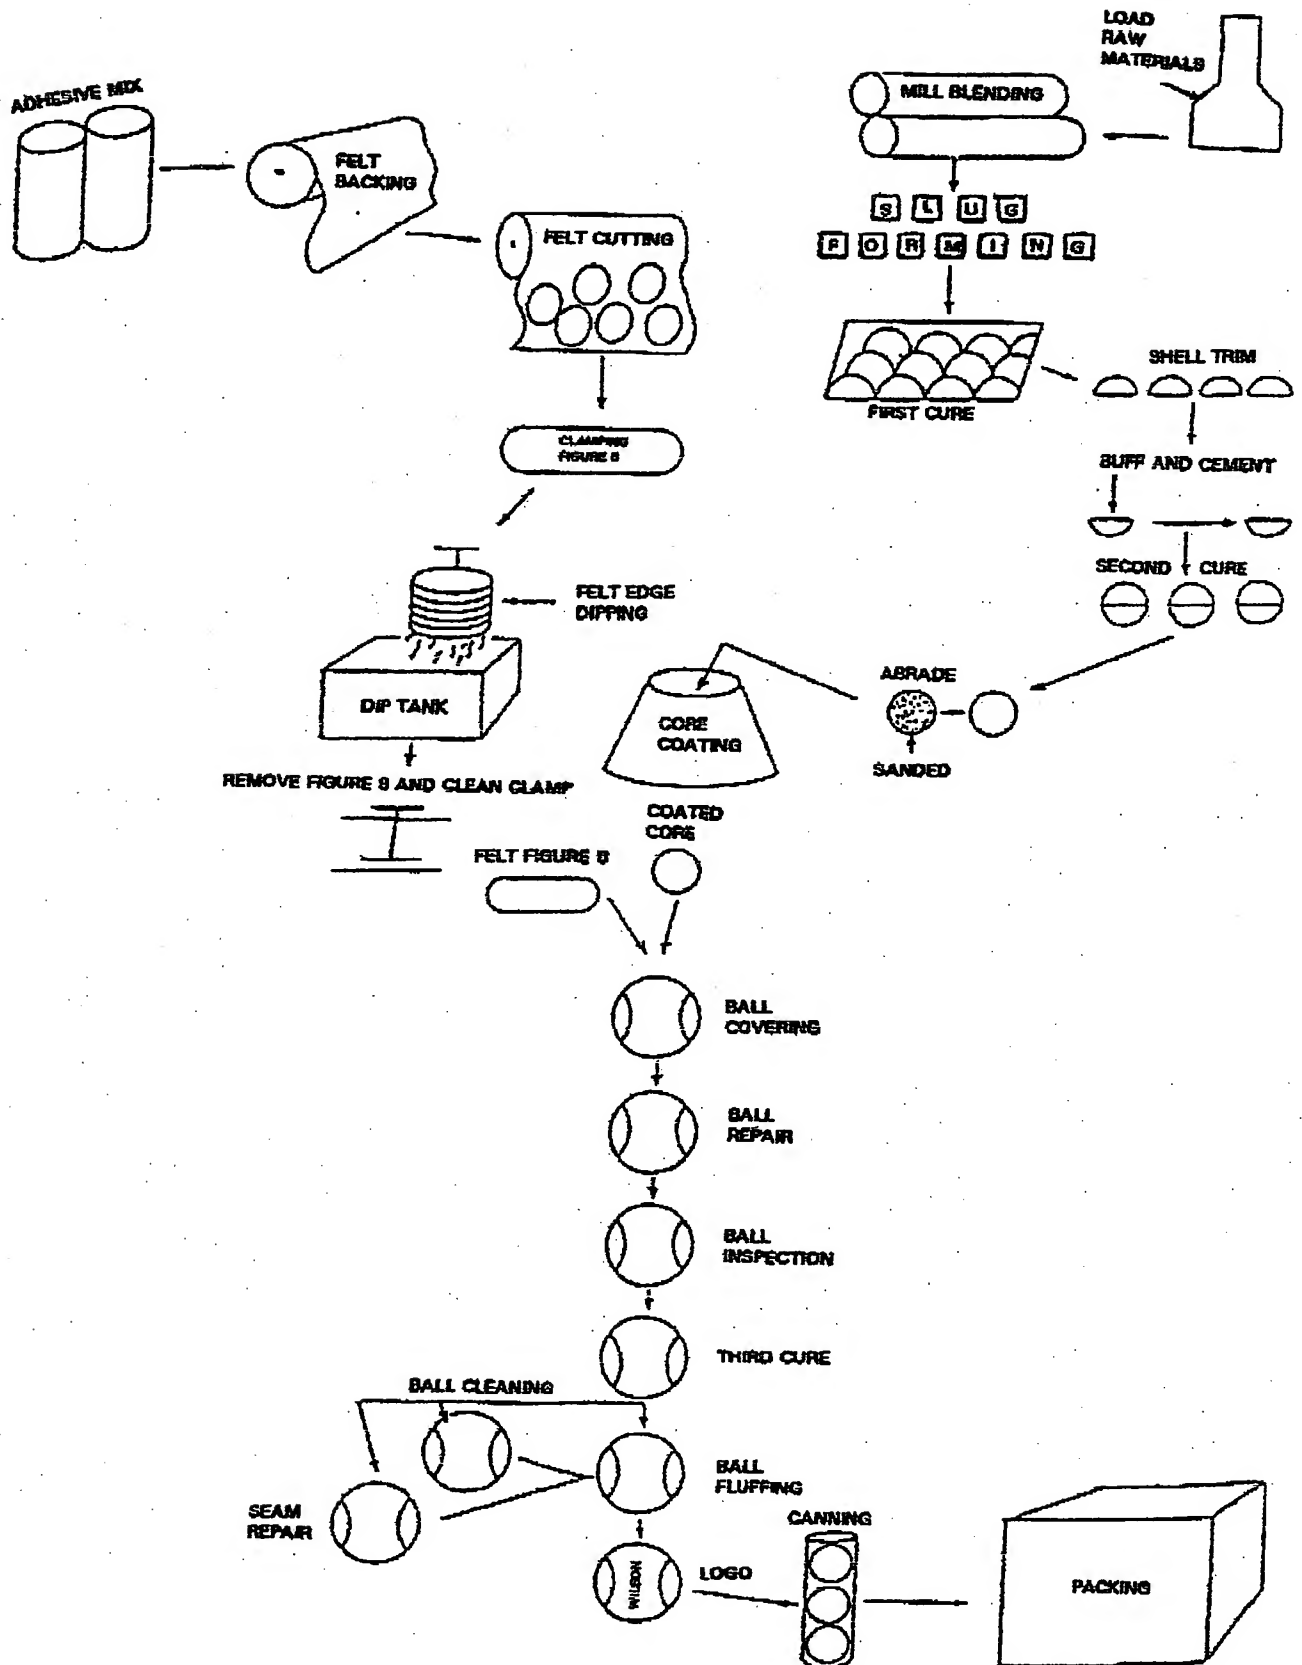 ADHESIVE MIX
FELT
BACKING
FELT CUTTING
CLAMPING
FIGURE 8
FELT EDGE
DIPPING
DIP TANK
REMOVE FIGURE 8 AND CLEAN CLAMP
FELT FIGURE 8
LOAD
RAW
MATERIALS
MILL BLENDING
S L U G
F O R M I N G
FIRST CURE
SHELL TRIM
BUFF AND CEMENT
SECOND CURE
ABRADE
SANDED
CORE
COATING
COATED
CORE
BALL
COVERING
BALL
REPAIR
BALL
INSPECTION
THIRD CURE
BALL CLEANING
SEAM
REPAIR
BALL
FLUFFING
WILSON
LOGO
CANNING
PACKING